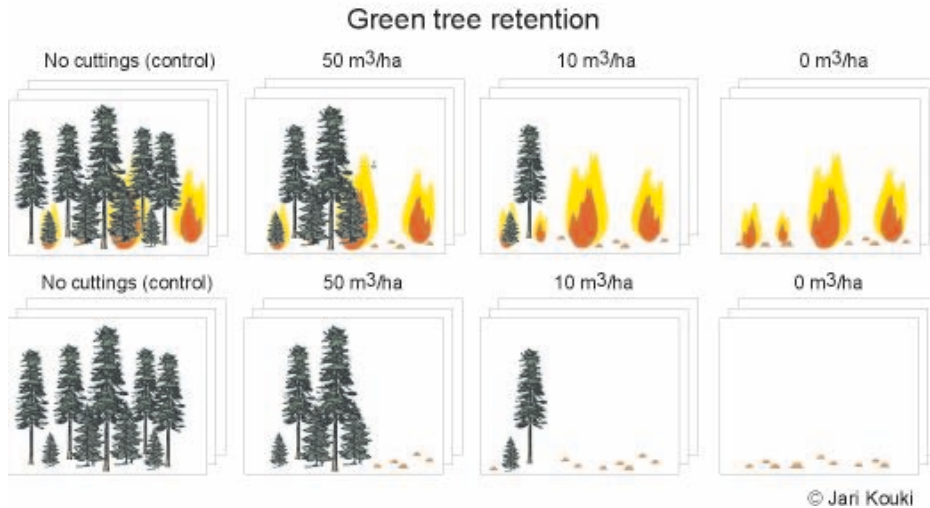 Green tree retention
No cuttings (control) 50 m³/ha 10 m³/ha 0 m³/ha
No cuttings (control) 50 m³/ha 10 m³/ha 0 m³/ha
© Jari Kouki